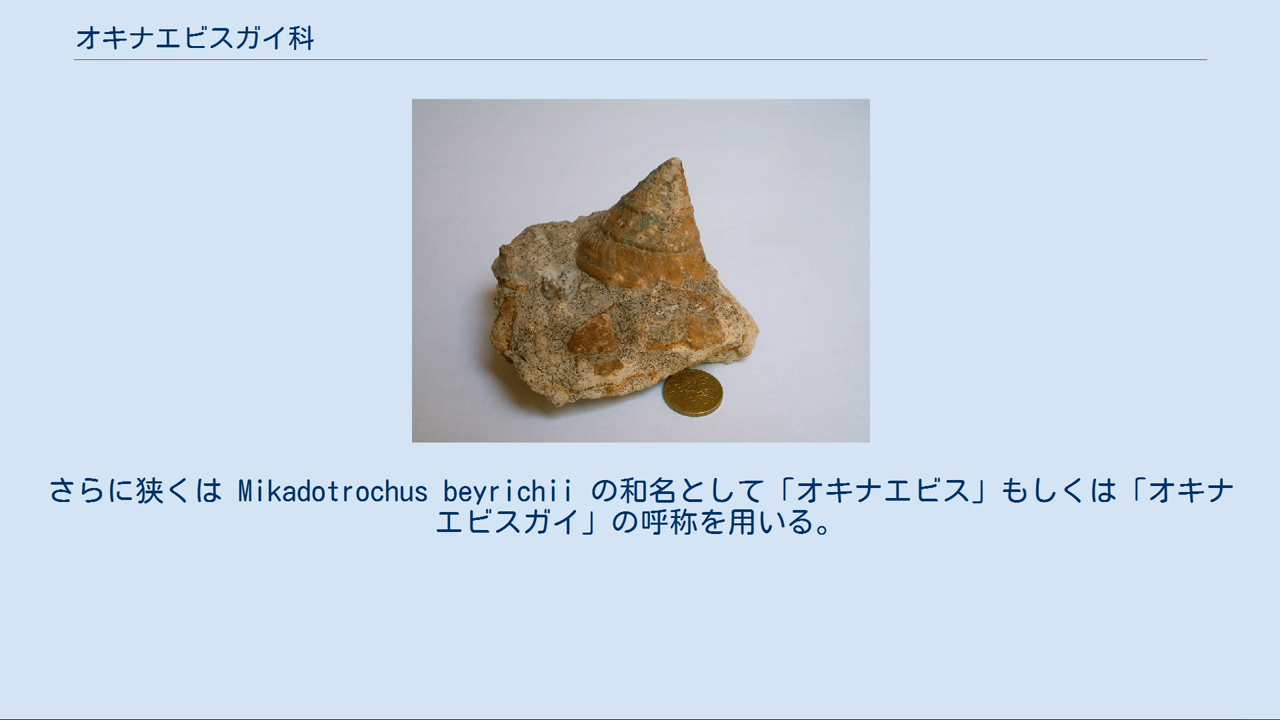 オキナエビスガイ科
さらに狭くは Mikadotrochus beyrichii の和名として「オキナエビス」もしくは「オキナ
エビスガイ」の呼称を用いる。